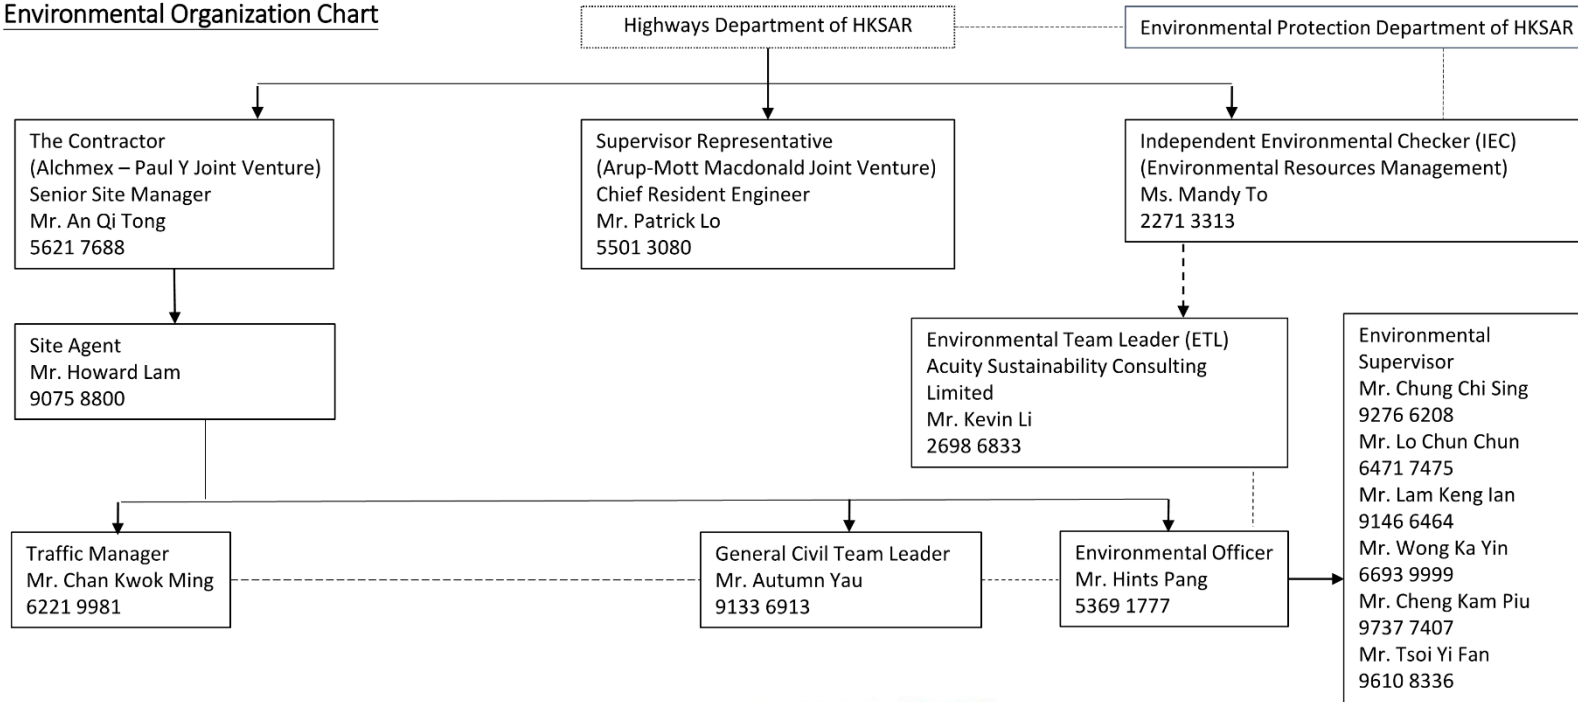 Environmental Organization Chart
Highways Department of HKSAR
Environmental Protection Department of HKSAR
The Contractor
(Alchmex – Paul Y Joint Venture)
Senior Site Manager
Mr. An Qi Tong
5621 7688
Supervisor Representative
(Arup-Mott Macdonald Joint Venture)
Chief Resident Engineer
Mr. Patrick Lo
5501 3080
Independent Environmental Checker (IEC)
(Environmental Resources Management)
Ms. Mandy To
2271 3313
Site Agent
Mr. Howard Lam
9075 8800
Environmental Team Leader (ETL)
Acuity Sustainability Consulting
Limited
Mr. Kevin Li
2698 6833
Environmental
Supervisor
Mr. Chung Chi Sing
9276 6208
Mr. Lo Chun Chun
6471 7475
Mr. Lam Keng Ian
9146 6464
Mr. Wong Ka Yin
6693 9999
Mr. Cheng Kam Piu
9737 7407
Mr. Tsoi Yi Fan
9610 8336
Traffic Manager
Mr. Chan Kwok Ming
6221 9981
General Civil Team Leader
Mr. Autumn Yau
9133 6913
Environmental Officer
Mr. Hints Pang
5369 1777